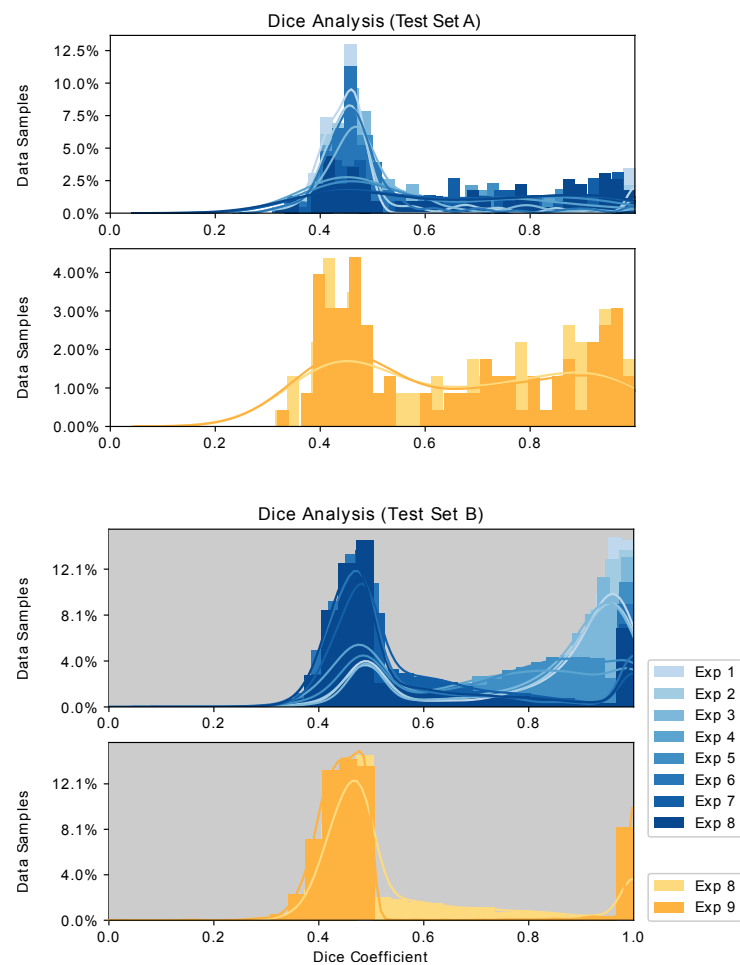 Dice Analysis (Test Set A)
Data Samples
12.5%
10.0%
7.5%
5.0%
2.5%
0.0%
0.0 0.2 0.4 0.6 0.8
Data Samples
4.00%
3.00%
2.00%
1.00%
0.00%
0.0 0.2 0.4 0.6 0.8
Dice Analysis (Test Set B)
Data Samples
12.1%
8.1%
4.0%
0.0%
0.0 0.2 0.4 0.6 0.8
Exp 1
Exp 2
Exp 3
Exp 4
Exp 5
Exp 6
Exp 7
Exp 8
Data Samples
12.1%
8.1%
4.0%
0.0%
0.0 0.2 0.4 0.6 0.8 1.0
Dice Coefficient
Exp 8
Exp 9